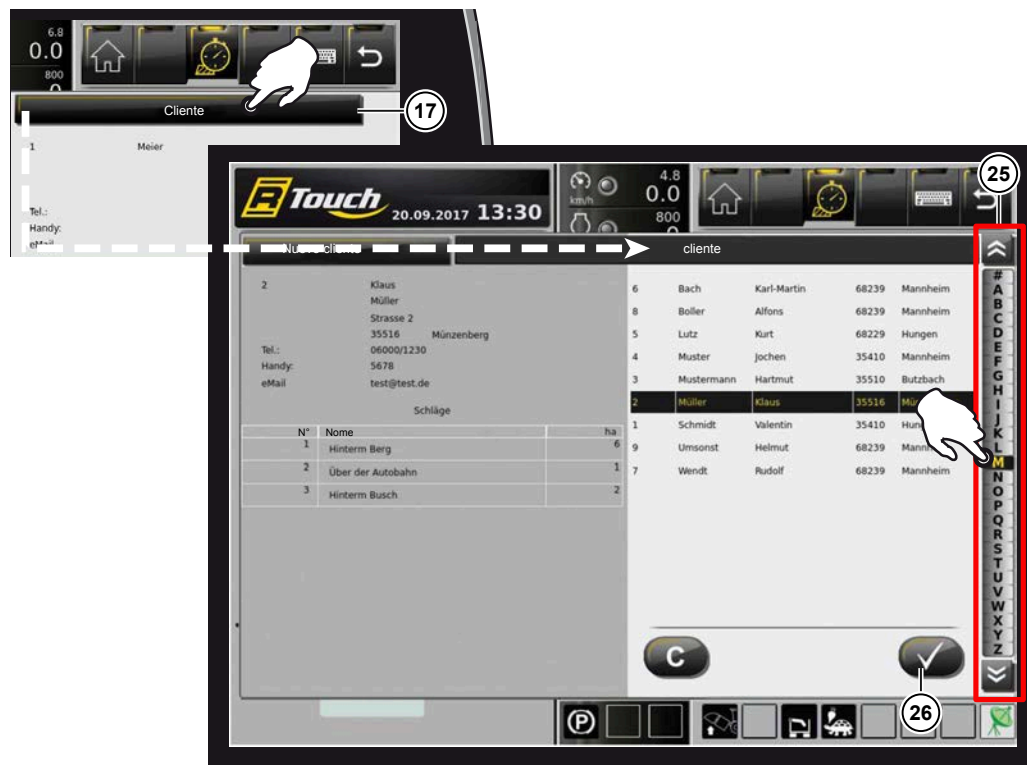 6.8
0.0
800
Cliente
17
1 Meier
Tel.:
Handy:
eMail
R Touch 20.09.2017 13:30
km/h
4.8
0.0
800
25
cliente
2 Klaus
Müller
Strasse 2
35516 Münzenberg
Tel.: 06000/1230
Handy: 5678
eMail test@test.de
Schläge
N° Nome ha
1 Hinterm Berg 6
2 Über der Autobahn 1
3 Hinterm Busch 2
6 Bach Karl-Martin 68239 Mannheim
8 Boller Alfons 68239 Mannheim
5 Lutz Kurt 68229 Hungen
4 Muster Jochen 35410 Mannheim
3 Mustermann Hartmut 35510 Butzbach
2 Müller Klaus 35516
1 Schmidt Valentin 35410
9 Umsonst Helmut 68239
7 Wendt Rudolf 68239 Mannheim
#
A
B
C
D
E
F
G
H
I
J
K
L
M
N
O
P
Q
R
S
T
U
V
W
X
Y
Z
C
26
P